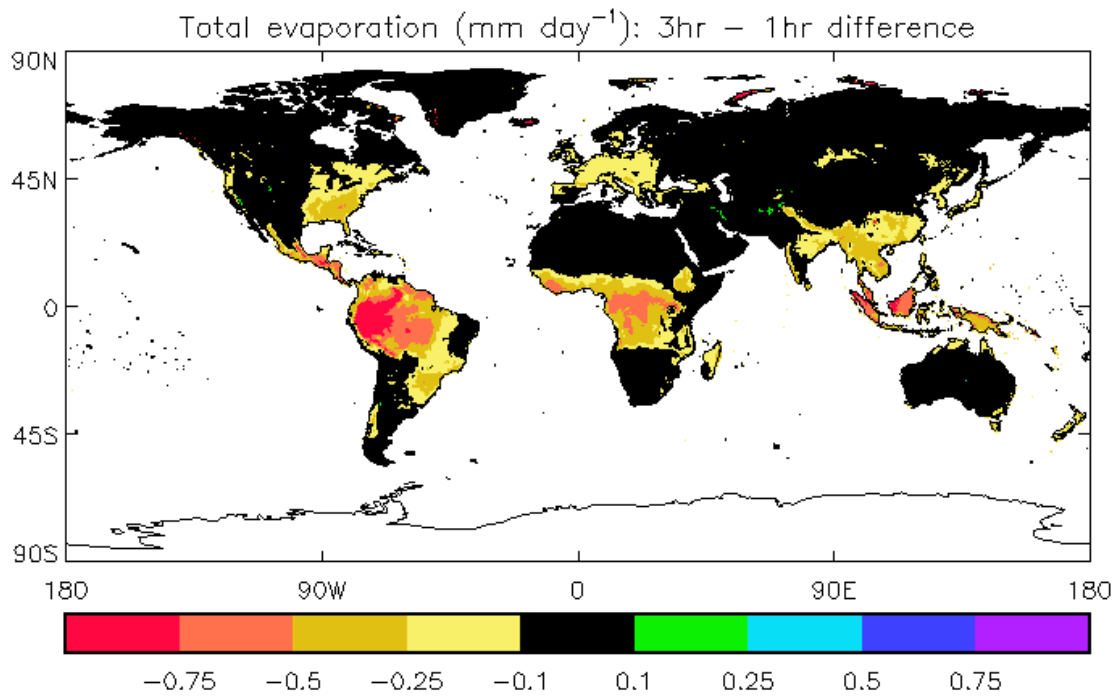 Total evaporation (mm day⁻¹): 3hr − 1hr difference
90N
45N
0
45S
90S
180 90W 0 90E 180
−0.75 −0.5 −0.25 −0.1 0.1 0.25 0.5 0.75